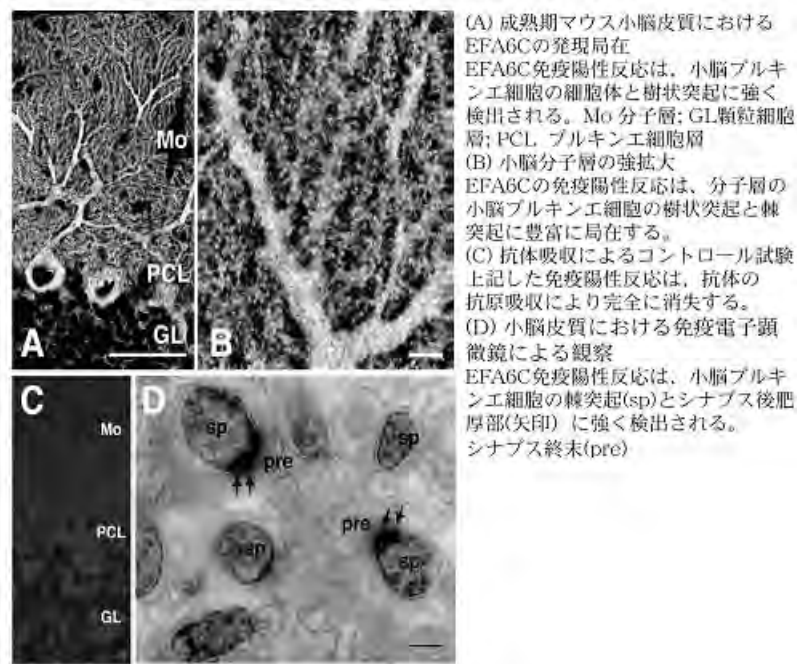 Mo
PCL
GL
A
B
C
Mo
PCL
GL
D
sp
pre
sp
pre
sp
sp
(A) 成熟期マウス小脳皮質における
EFA6Cの発現局在
EFA6C免疫陽性反応は，小脳プルキ
ンエ細胞の細胞体と樹状突起に強く
検出される。Mo 分子層; GL顆粒細胞
層; PCL プルキンエ細胞層
(B) 小脳分子層の強拡大
EFA6Cの免疫陽性反応は、分子層の
小脳プルキンエ細胞の樹状突起と棘
突起に豊富に局在する。
(C) 抗体吸収によるコントロール試験
上記した免疫陽性反応は，抗体の
抗原吸収により完全に消失する。
(D) 小脳皮質における免疫電子顕
微鏡による観察
EFA6C免疫陽性反応は，小脳プルキ
ンエ細胞の棘突起(sp)とシナプス後肥
厚部(矢印) に強く検出される。
シナプス終末(pre)